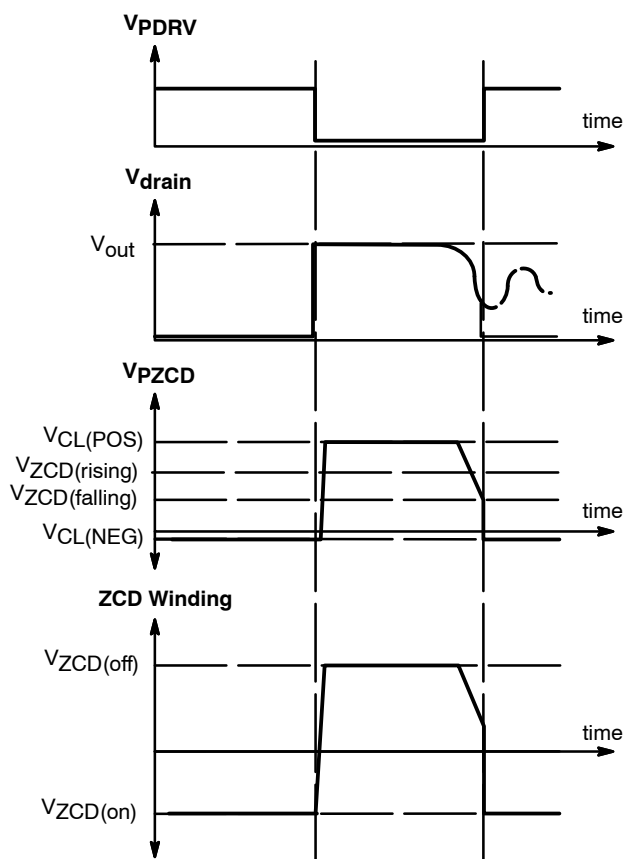 VPDRV
time
Vdrain
Vout
time
VPZCD
VCL(POS)
VZCD(rising)
VZCD(falling)
time
VCL(NEG)
ZCD Winding
VZCD(off)
time
VZCD(on)